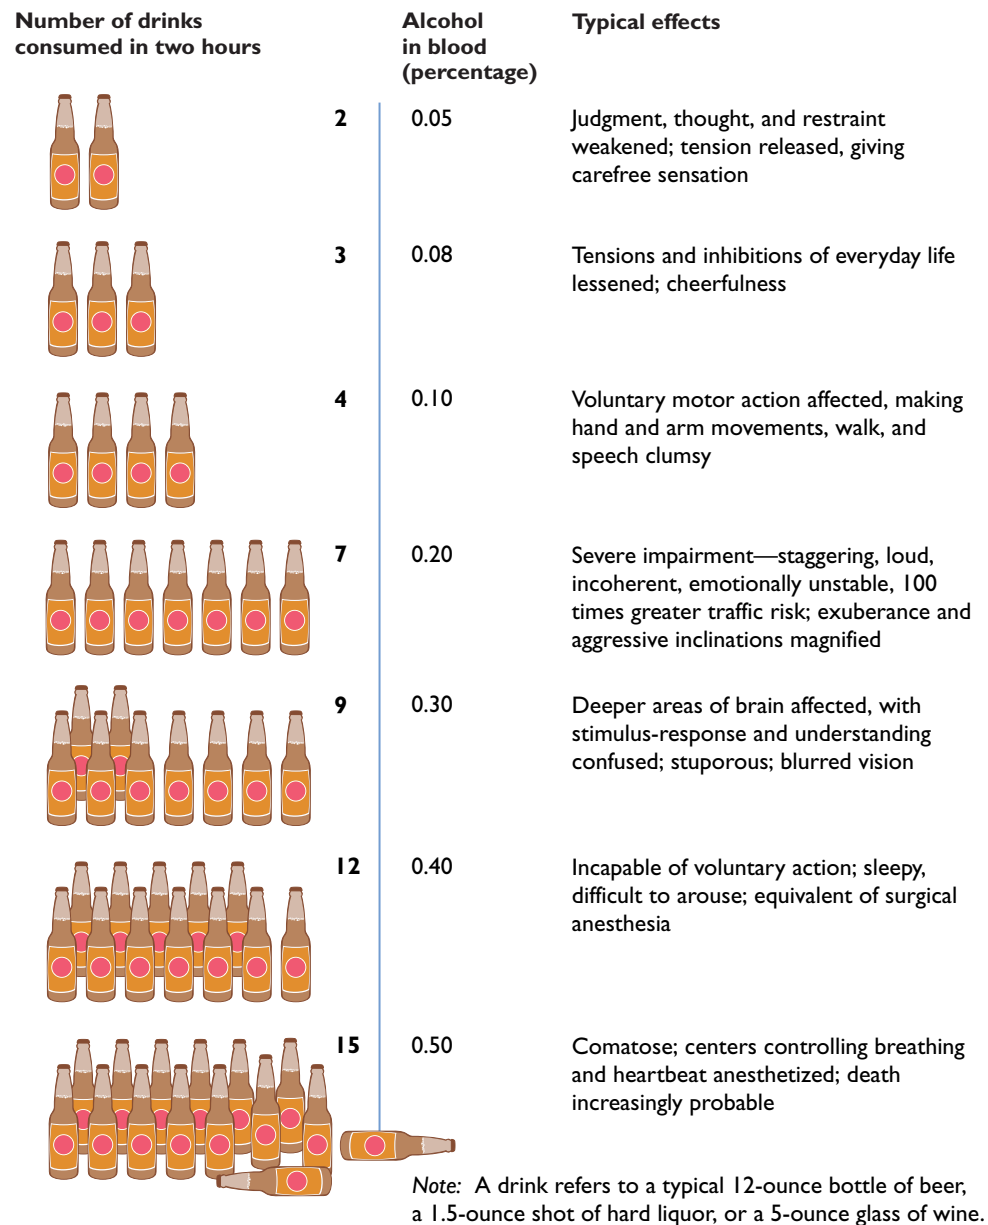 Number of drinks
consumed in two hours
Alcohol
in blood
(percentage)
Typical effects
2
0.05
Judgment, thought, and restraint
weakened; tension released, giving
carefree sensation
3
0.08
Tensions and inhibitions of everyday life
lessened; cheerfulness
4
0.10
Voluntary motor action affected, making
hand and arm movements, walk, and
speech clumsy
7
0.20
Severe impairment—staggering, loud,
incoherent, emotionally unstable, 100
times greater traffic risk; exuberance and
aggressive inclinations magnified
9
0.30
Deeper areas of brain affected, with
stimulus-response and understanding
confused; stuporous; blurred vision
12
0.40
Incapable of voluntary action; sleepy,
difficult to arouse; equivalent of surgical
anesthesia
15
0.50
Comatose; centers controlling breathing
and heartbeat anesthetized; death
increasingly probable
Note: A drink refers to a typical 12-ounce bottle of beer,
a 1.5-ounce shot of hard liquor, or a 5-ounce glass of wine.